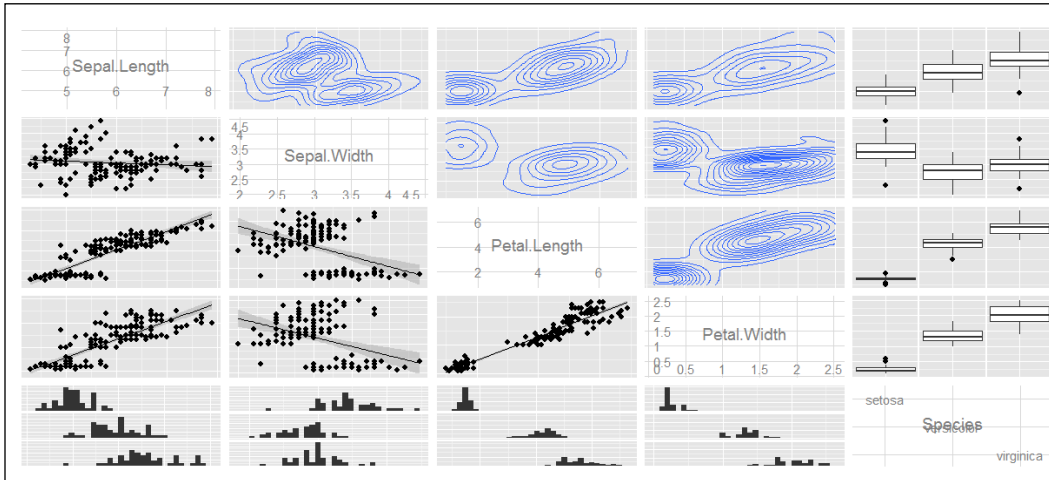 8
7
Sepal.Length
6
5
5 6 7 8
4.5
4
3.5
Sepal.Width
3
2.5
2 2.5 3 3.5 4 4.5
6
Petal.Length
4
2
2 4 6
2.5
2
1.5
Petal.Width
1
0.5
0 0.5 1 1.5 2 2.5
setosa
Species
versicolor
virginica